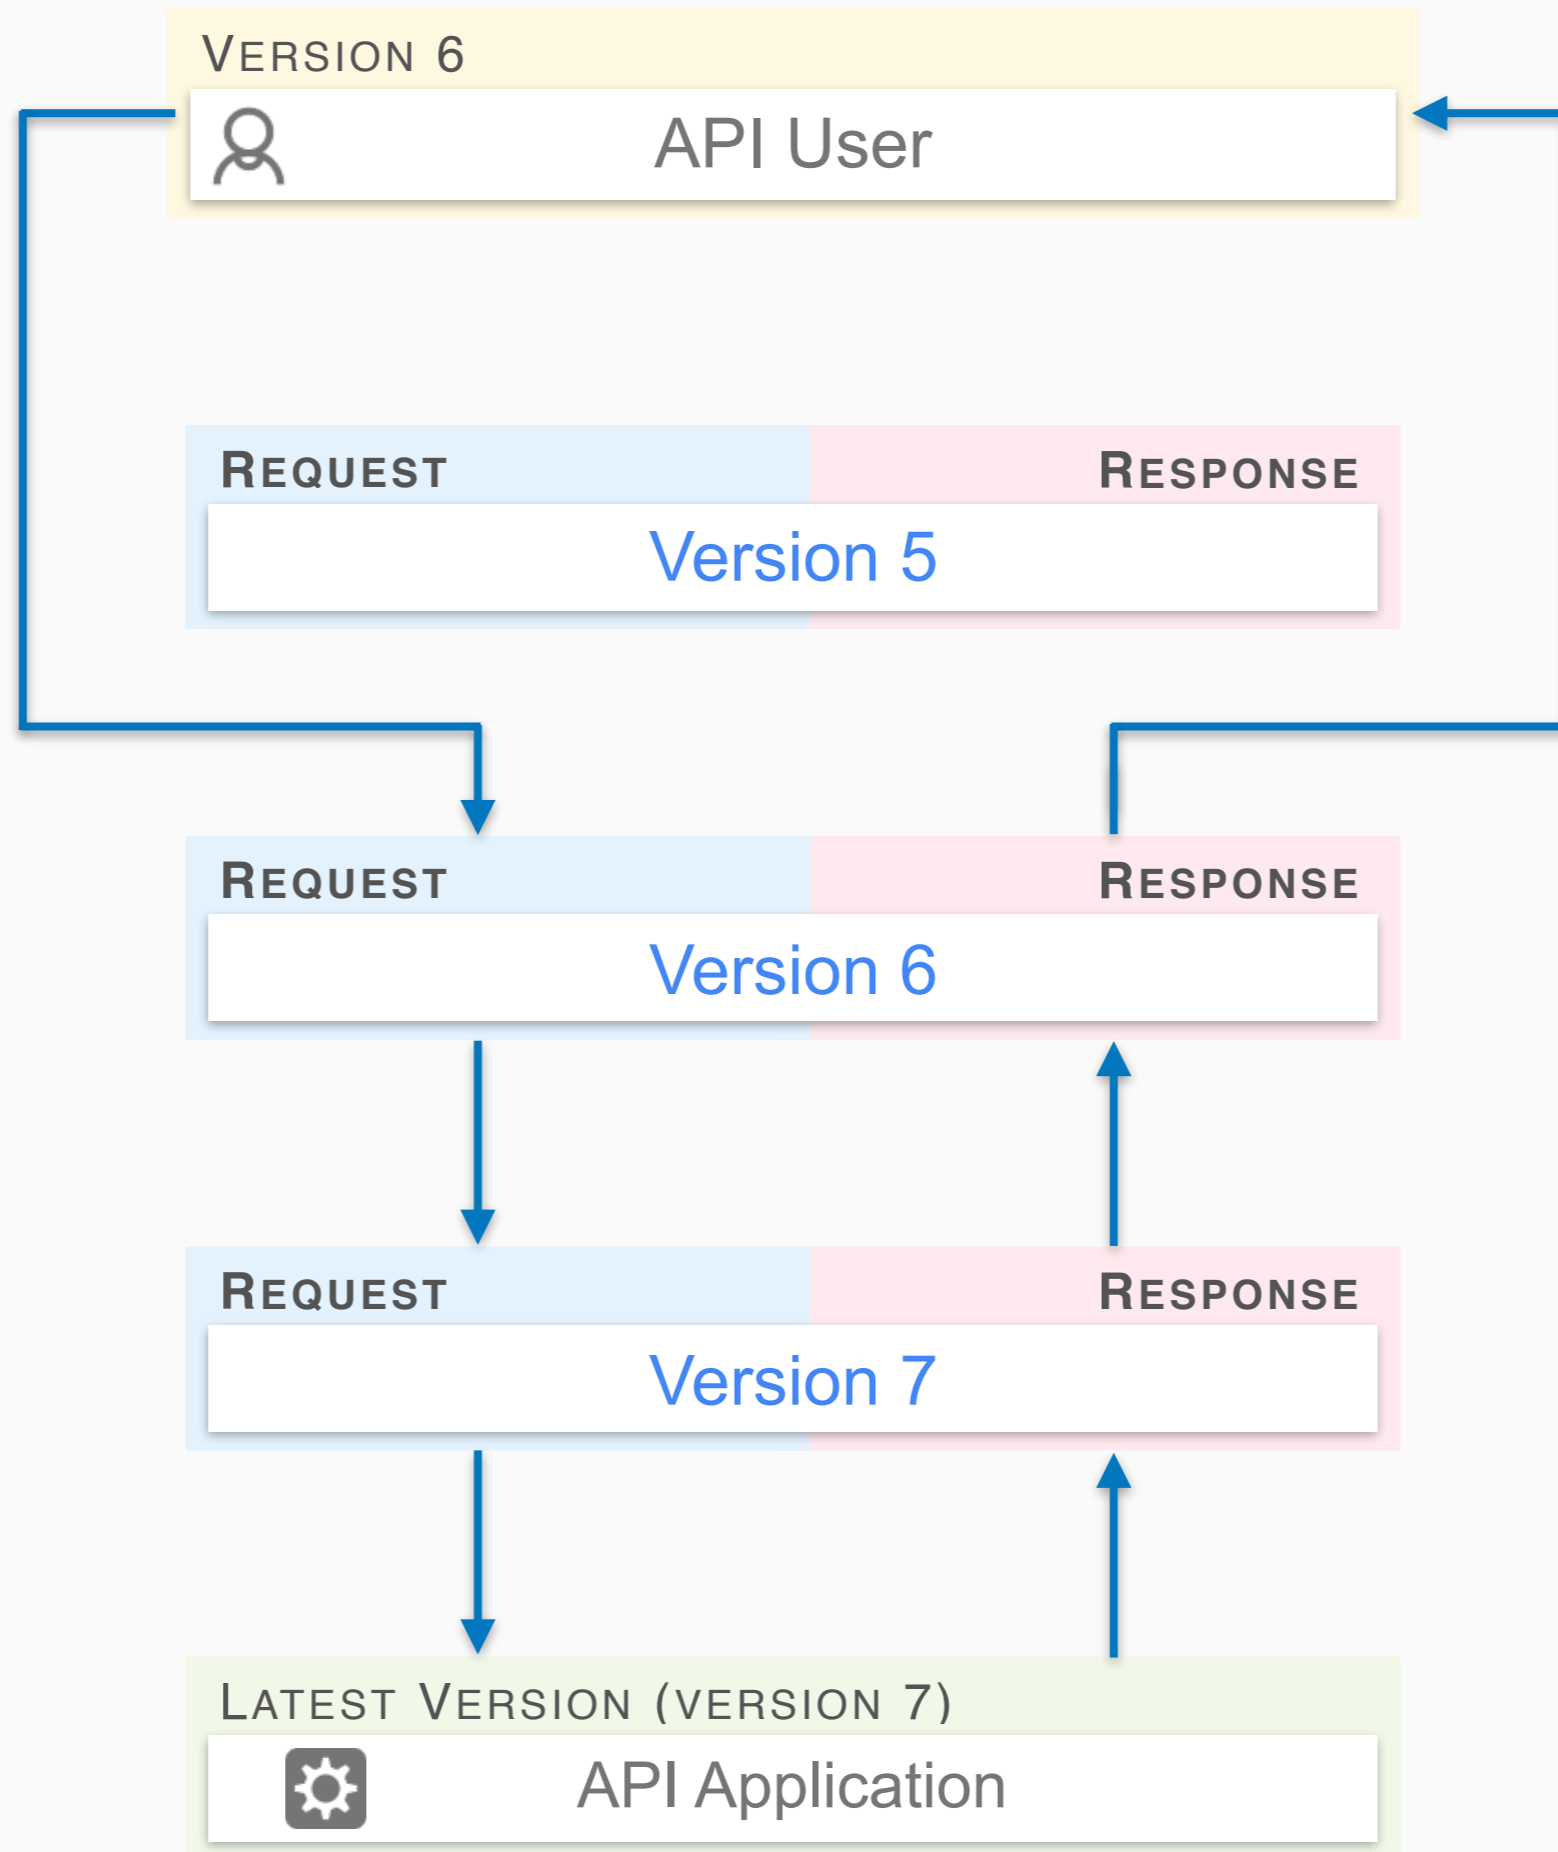 VERSION 6
API User
REQUEST RESPONSE
Version 5
REQUEST RESPONSE
Version 6
REQUEST RESPONSE
Version 7
LATEST VERSION (VERSION 7)
API Application